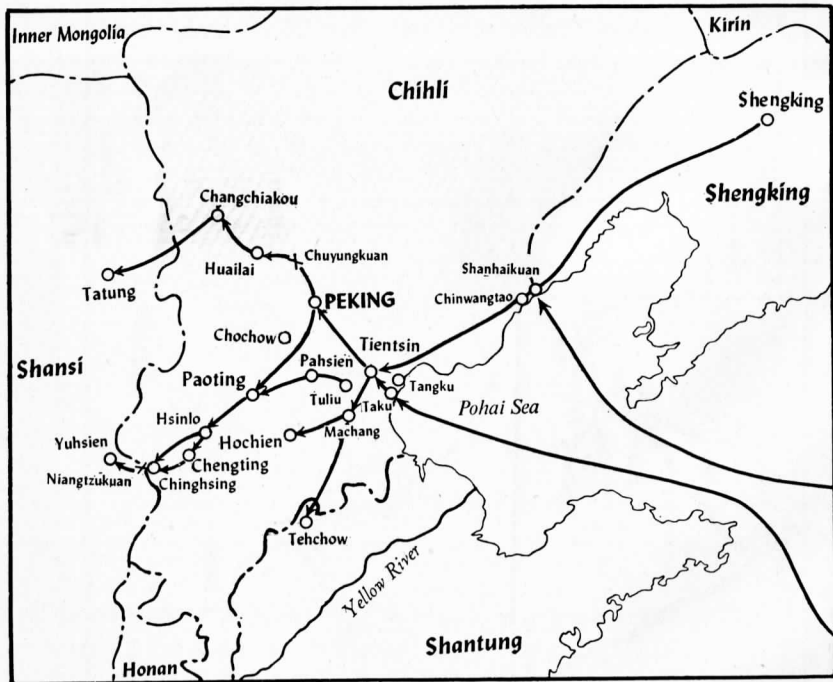 Inner Mongolia
Kirin
Chihli
Shengking
Shengking
Changchiakou
Chuyungkuan
Huailai
Shanhaikuan
Tatung
PEKING
Chinwangtao
Chochow
Tientsin
Shansi
Pahsien
Paoting
Tangku
Tuliu
Taku
Pohai Sea
Hsinlo
Yuhsien
Hochien
Machang
Chengting
Niangtzukuan
Chinghsing
Tehchow
Yellow River
Shantung
Honan